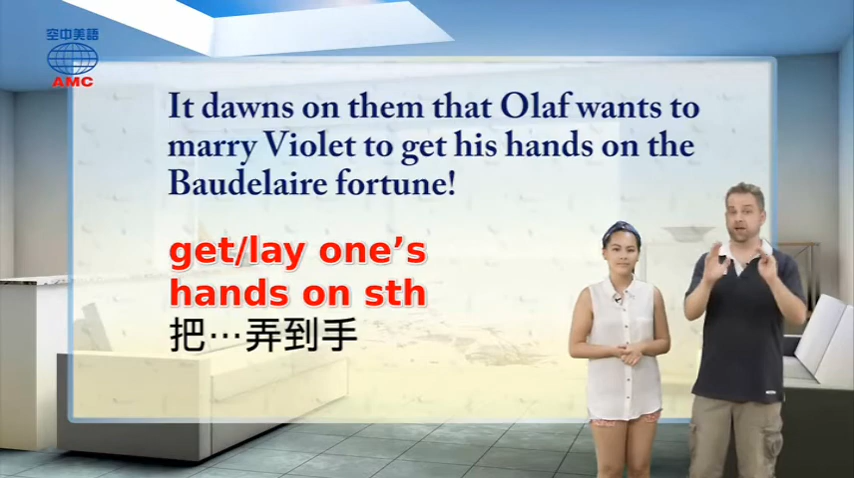 空中美語
AMC
It dawns on them that Olaf wants to
marry Violet to get his hands on the
Baudelaire fortune!
get/lay one's
hands on sth
把…弄到手